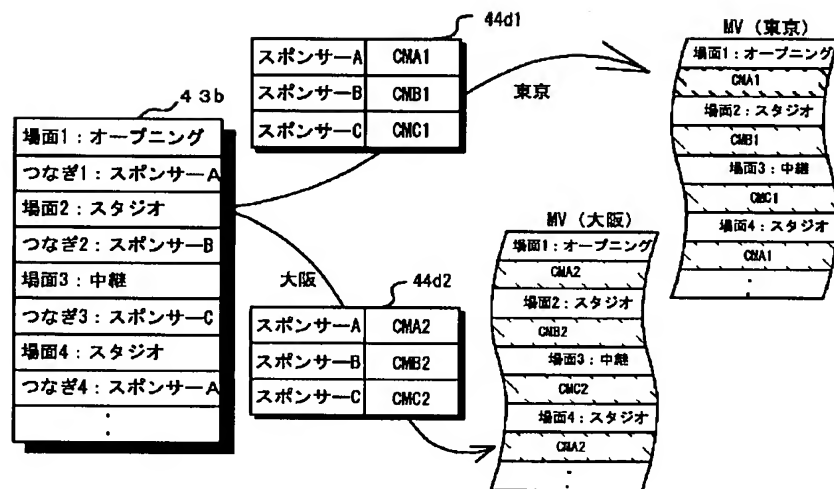 43b
場面1：オープニング
つなぎ1：スポンサーA
場面2：スタジオ
つなぎ2：スポンサーB
場面3：中継
つなぎ3：スポンサーC
場面4：スタジオ
つなぎ4：スポンサーA
:
44d1
スポンサーA CMA1
スポンサーB CMB1
スポンサーC CMC1
東京
大阪
44d2
スポンサーA CMA2
スポンサーB CMB2
スポンサーC CMC2
MV（東京）
場面1：オープニング
CMA1
場面2：スタジオ
CMB1
場面3：中継
CMC1
場面4：スタジオ
CMA1
:
MV（大阪）
場面1：オープニング
CMA2
場面2：スタジオ
CMB2
場面3：中継
CMC2
場面4：スタジオ
CMA2
: